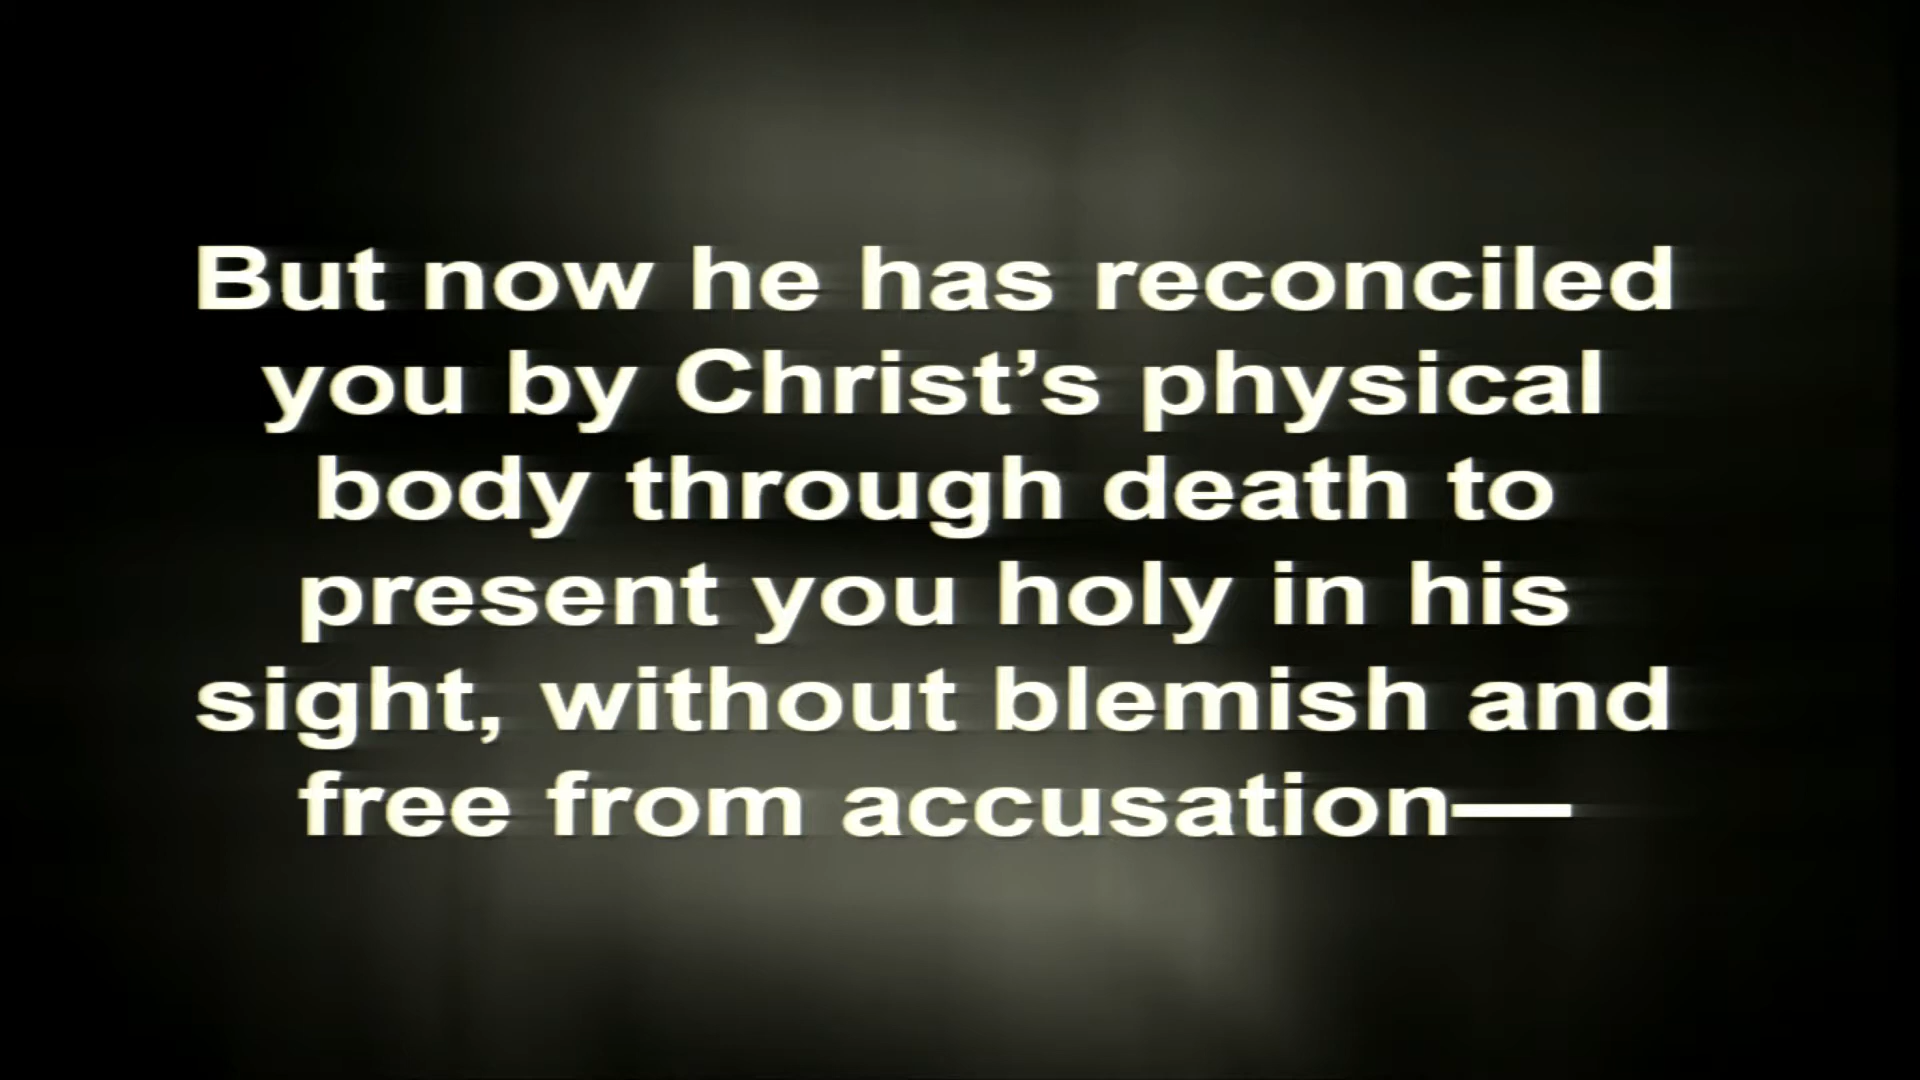 But now he has reconciled
you by Christ’s physical
body through death to
present you holy in his
sight, without blemish and
free from accusation—